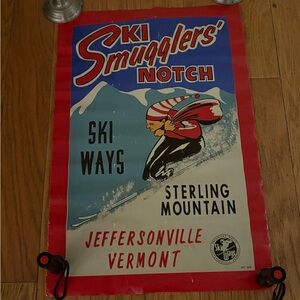 SKI
Smugglers'
NOTCH
SKI
WAYS
STERLING
MOUNTAIN
JEFFERSONVILLE
VERMONT